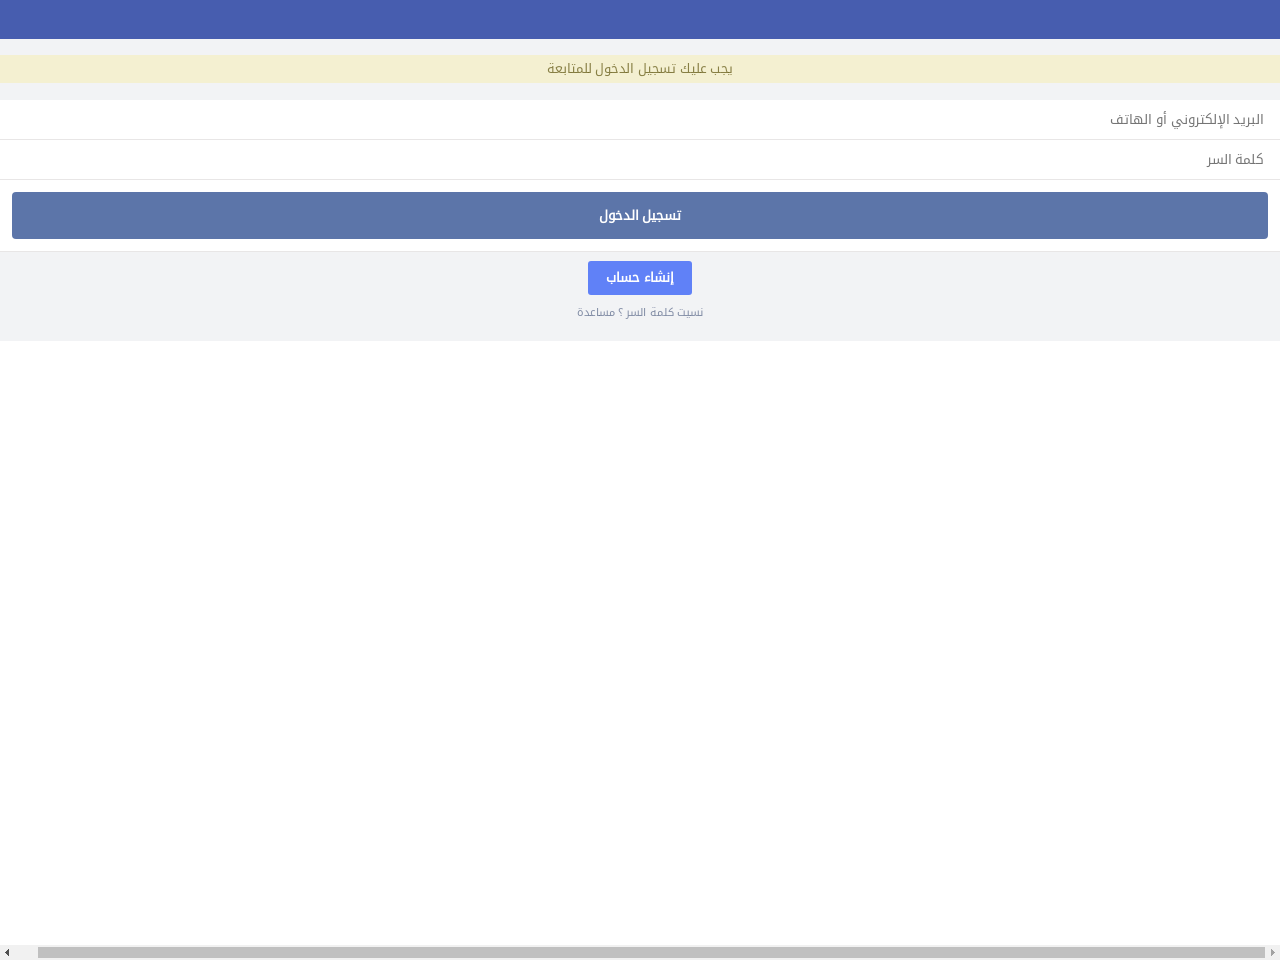 يجب عليك تسجيل الدخول للمتابعة
البريد الإلكتروني أو الهاتف
كلمة السر
تسجيل الدخول
إنشاء حساب
نسيت كلمة السر ؟ مساعدة